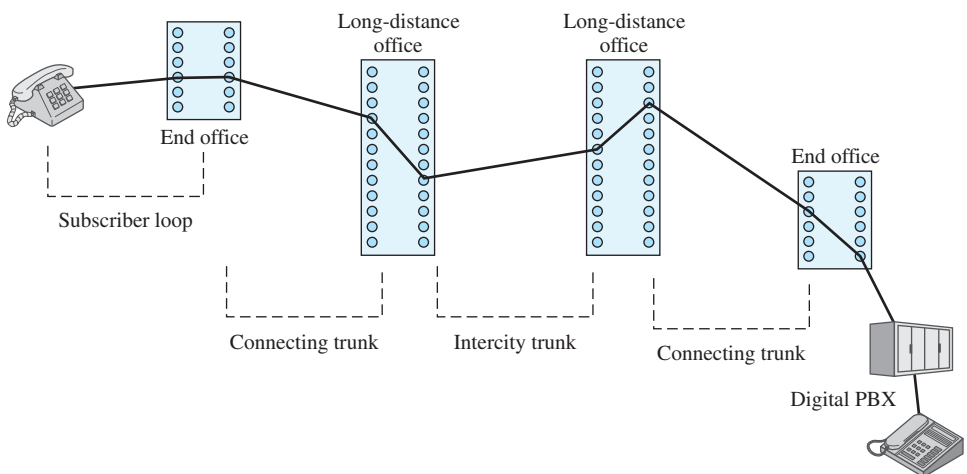 Long-distance
office
Long-distance
office
End office
End office
Subscriber loop
Connecting trunk
Intercity trunk
Connecting trunk
Digital PBX